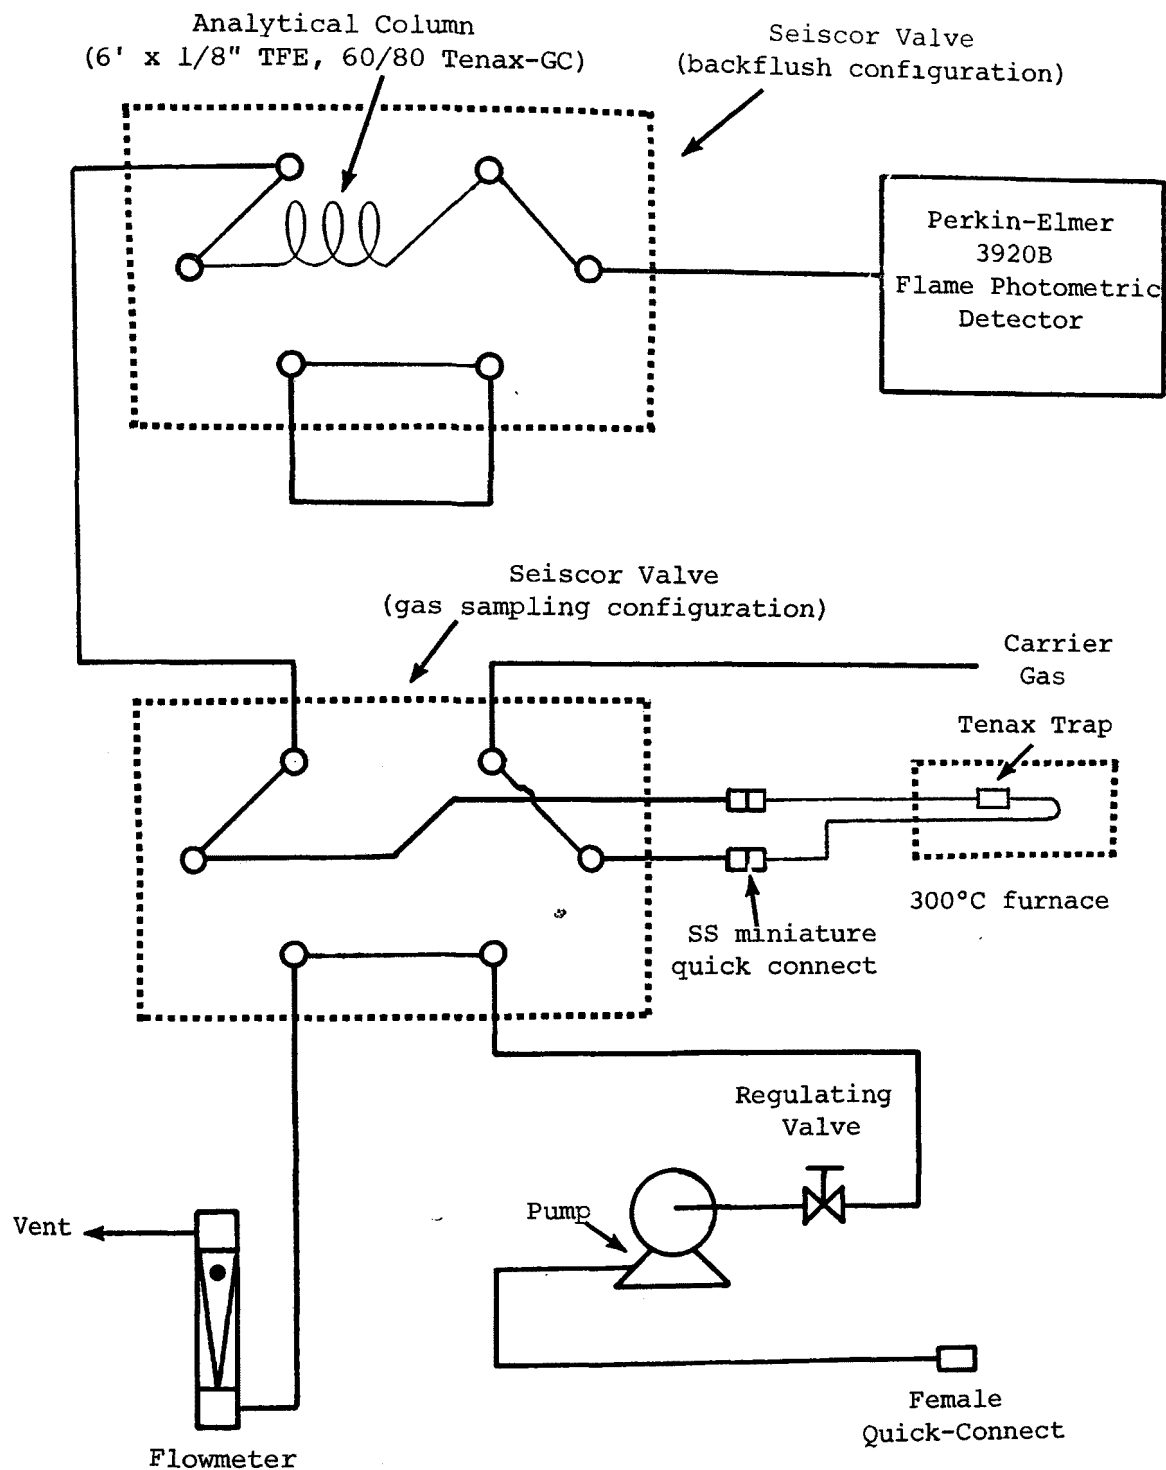 Analytical Column
(6' x 1/8" TFE, 60/80 Tenax-GC)
Seiscor Valve
(backflush configuration)
Perkin-Elmer
3920B
Flame Photometric
Detector
Seiscor Valve
(gas sampling configuration)
Carrier
Gas
Tenax Trap
300°C furnace
SS miniature
quick connect
Regulating
Valve
Pump
Vent
Female
Quick-Connect
Flowmeter